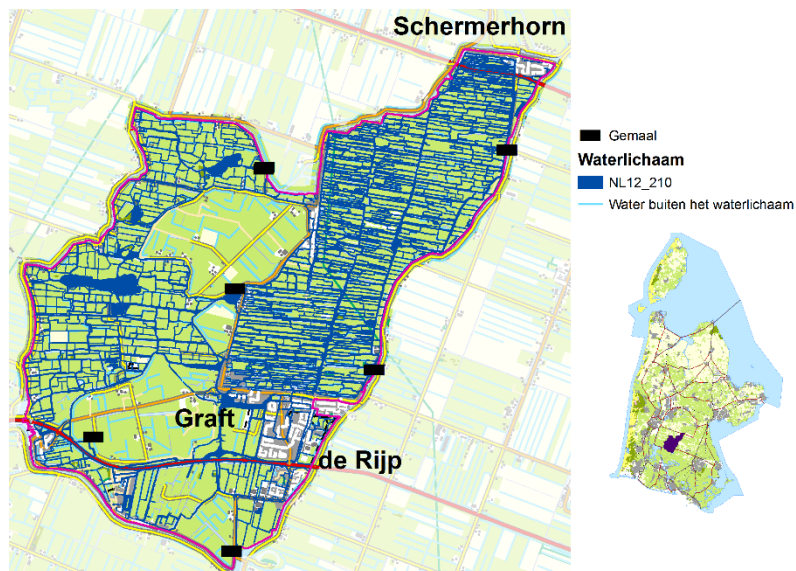 Schermerhorn
Graft
de Rijp
Gemaal
Waterlichaam
NL12_210
Water buiten het waterlichaam